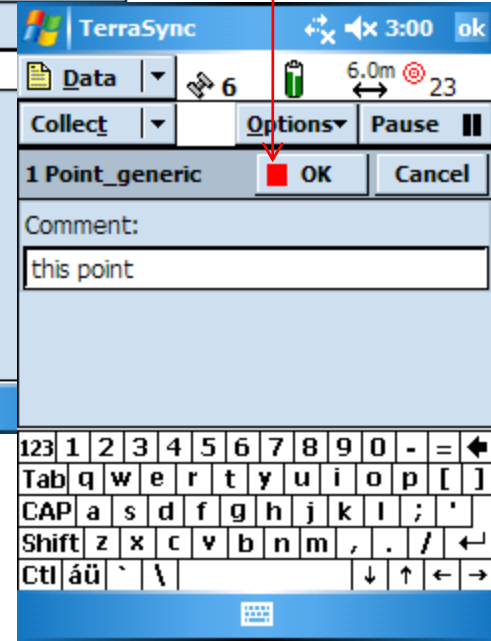 TerraSync 3:00 ok
Data 6 6.0m 23
Collect Options Pause
1 Point_generic OK Cancel
Comment:
this point
123 1 2 3 4 5 6 7 8 9 0 - =
Tab q w e r t y u i o p [ ]
CAP a s d f g h j k l ; '
Shift z x c v b n m , . /
Ctl áü ` \ ↓ ↑ ← →